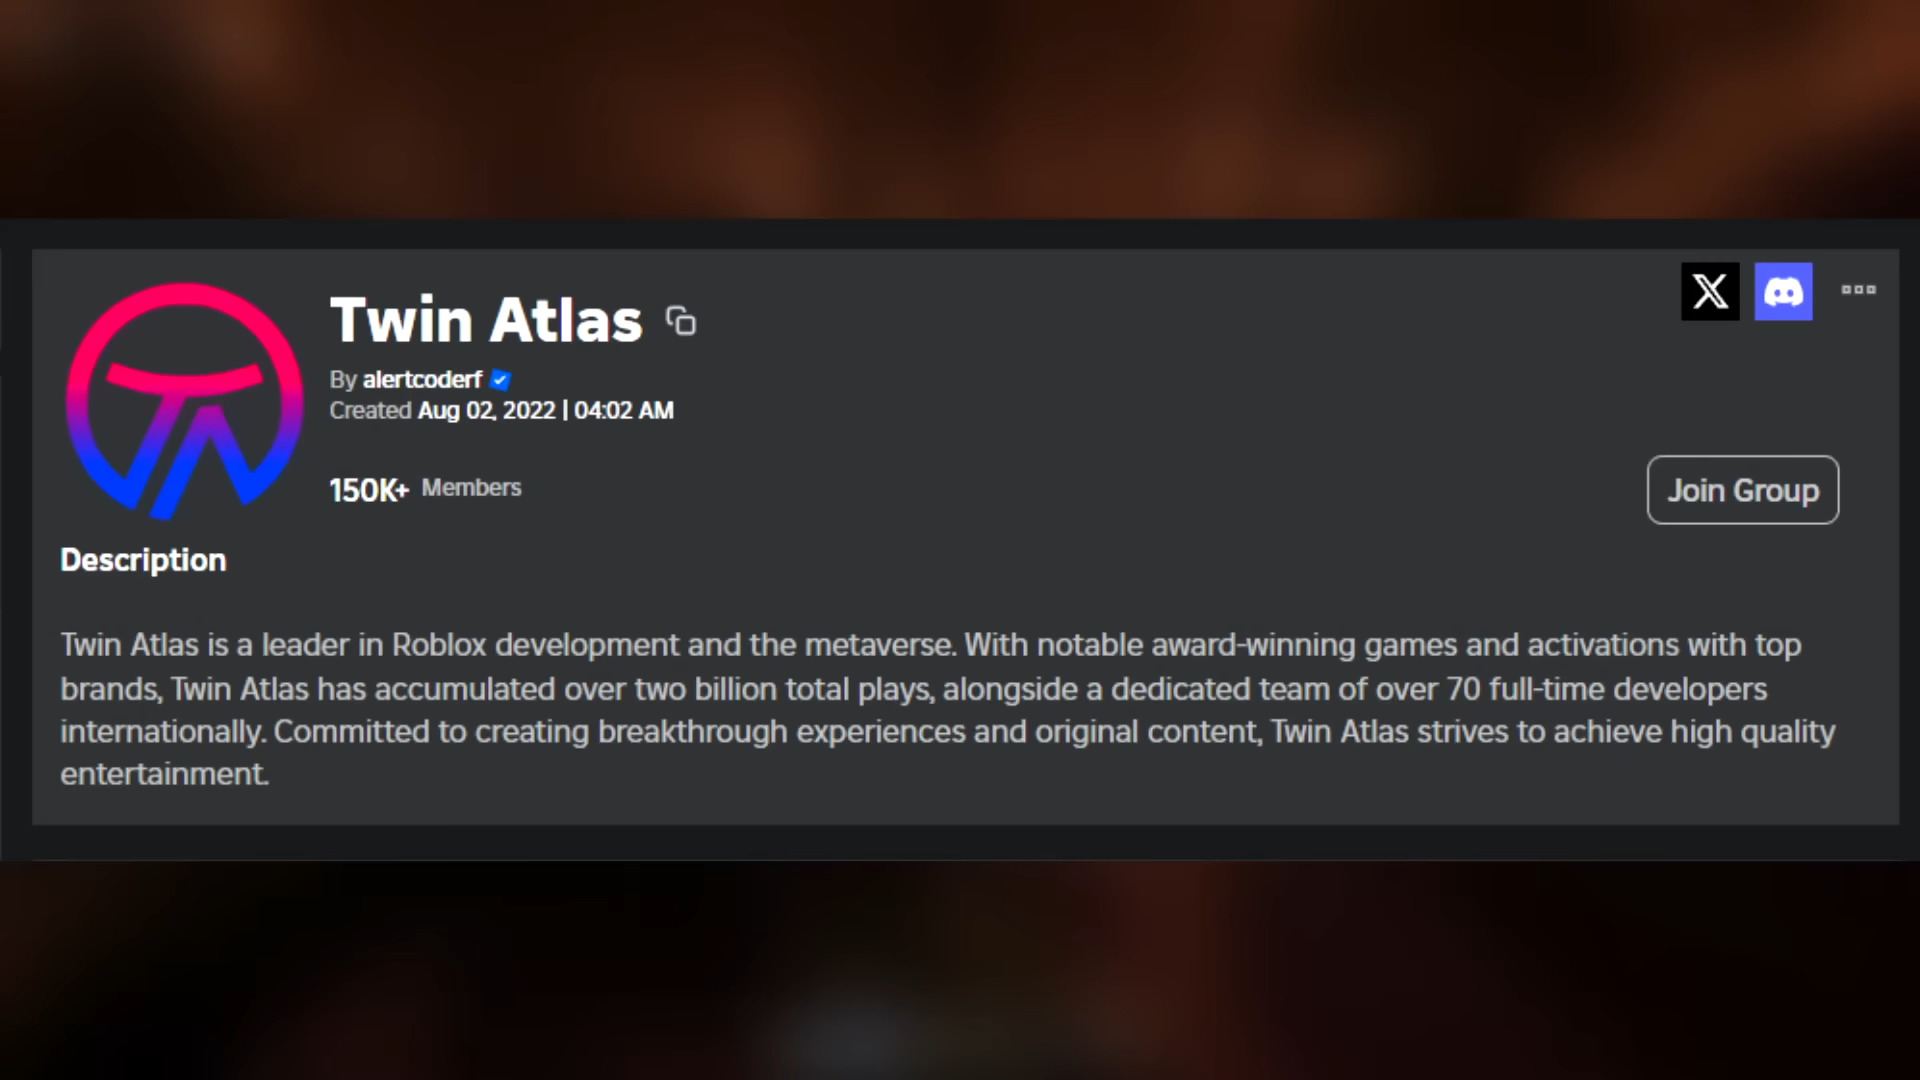 Twin Atlas
By alertcoderf
Created Aug 02, 2022 | 04:02 AM
150K+ Members
Join Group
Description
Twin Atlas is a leader in Roblox development and the metaverse. With notable award-winning games and activations with top
brands, Twin Atlas has accumulated over two billion total plays, alongside a dedicated team of over 70 full-time developers
internationally. Committed to creating breakthrough experiences and original content, Twin Atlas strives to achieve high quality
entertainment.